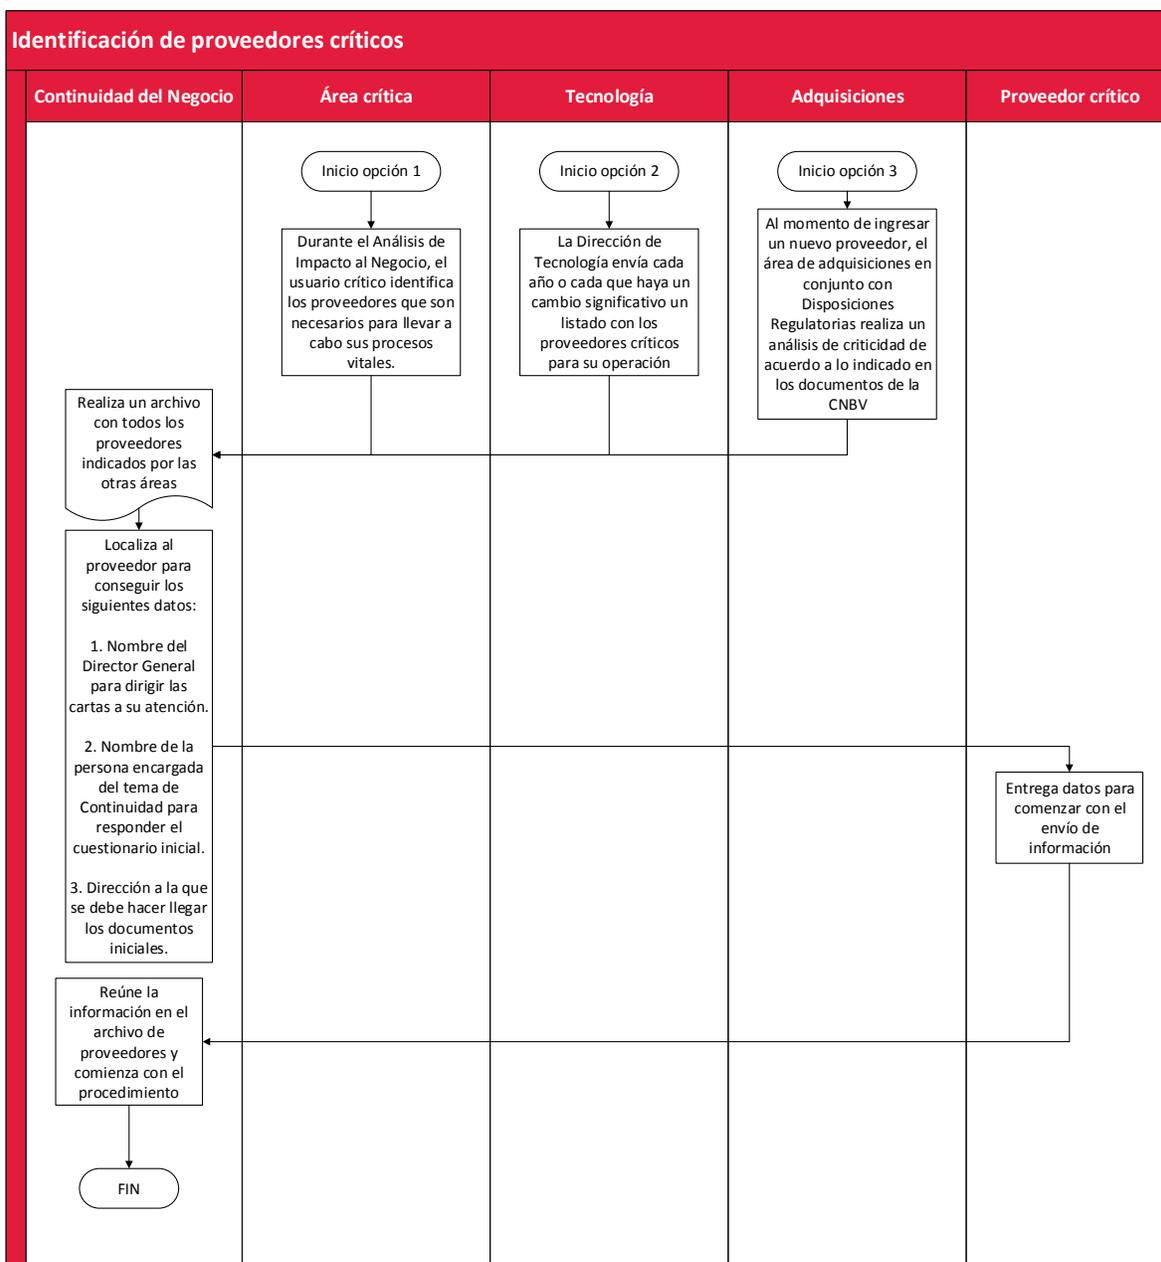 Identificación de proveedores críticos
Continuidad del Negocio
Área crítica
Tecnología
Adquisiciones
Proveedor crítico
Inicio opción 1
Durante el Análisis de
Impacto al Negocio, el
usuario crítico identifica
los proveedores que son
necesarios para llevar a
cabo sus procesos
vitales.
Inicio opción 2
La Dirección de
Tecnología envía cada
año o cada que haya un
cambio significativo un
listado con los
proveedores críticos
para su operación
Inicio opción 3
Al momento de ingresar
un nuevo proveedor, el
área de adquisiciones en
conjunto con
Disposiciones
Regulatorias realiza un
análisis de criticidad de
acuerdo a lo indicado en
los documentos de la
CNBV
Realiza un archivo
con todos los
proveedores
indicados por las
otras áreas
Localiza al
proveedor para
conseguir los
siguientes datos:
1. Nombre del
Director General
para dirigir las
cartas a su atención.
2. Nombre de la
persona encargada
del tema de
Continuidad para
responder el
cuestionario inicial.
3. Dirección a la que
se debe hacer llegar
los documentos
iniciales.
Entrega datos para
comenzar con el
envío de
información
Reúne la
información en el
archivo de
proveedores y
comienza con el
procedimiento
FIN